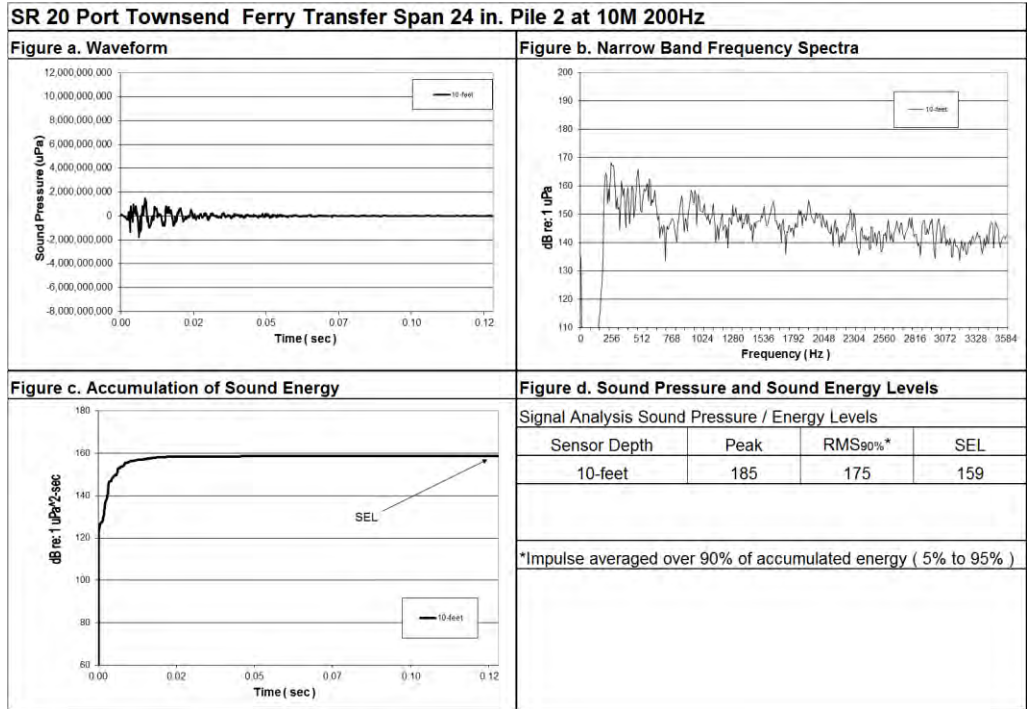 SR 20 Port Townsend Ferry Transfer Span 24 in. Pile 2 at 10M 200Hz
Figure a. Waveform
12,000,000,000
10,000,000,000
8,000,000,000
6,000,000,000
4,000,000,000
2,000,000,000
0
-2,000,000,000
-4,000,000,000
-6,000,000,000
-8,000,000,000
Sound Pressure (uPa)
10-feet
0.00 0.02 0.05 0.07 0.10 0.12
Time ( sec )
Figure b. Narrow Band Frequency Spectra
200
190
180
170
160
150
140
130
120
110
dB re: 1 uPa
10-feet
0 256 512 768 1024 1280 1536 1792 2048 2304 2560 2816 3072 3328 3584
Frequency ( Hz )
Figure c. Accumulation of Sound Energy
180
160
140
120
100
80
60
dB re: 1 uPa^2-sec
SEL
10-feet
0.00 0.02 0.05 0.07 0.10 0.12
Time ( sec )
Figure d. Sound Pressure and Sound Energy Levels
Signal Analysis Sound Pressure / Energy Levels
Sensor Depth Peak RMS90%* SEL
10-feet 185 175 159
*Impulse averaged over 90% of accumulated energy ( 5% to 95% )